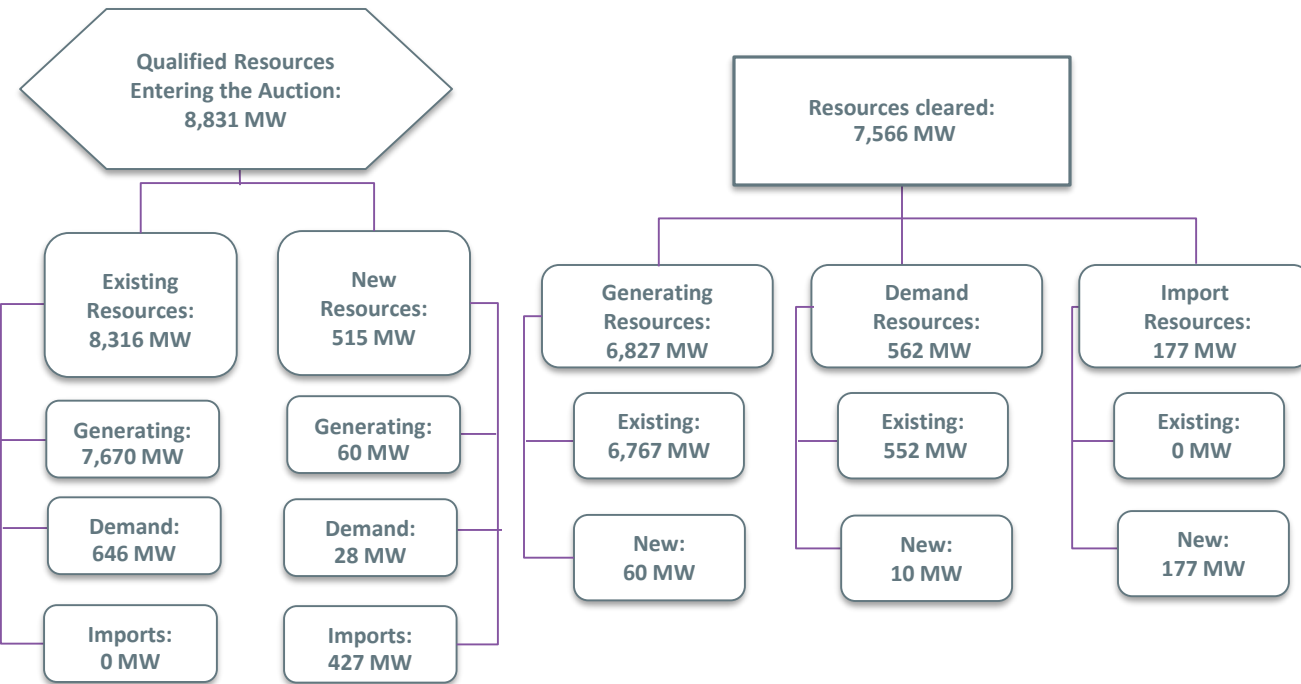 Qualified Resources
Entering the Auction:
8,831 MW
Existing
Resources:
8,316 MW
Generating:
7,670 MW
Demand:
646 MW
Imports:
0 MW
New
Resources:
515 MW
Generating:
60 MW
Demand:
28 MW
Imports:
427 MW
Resources cleared:
7,566 MW
Generating
Resources:
6,827 MW
Existing:
6,767 MW
New:
60 MW
Demand
Resources:
562 MW
Existing:
552 MW
New:
10 MW
Import
Resources:
177 MW
Existing:
0 MW
New:
177 MW